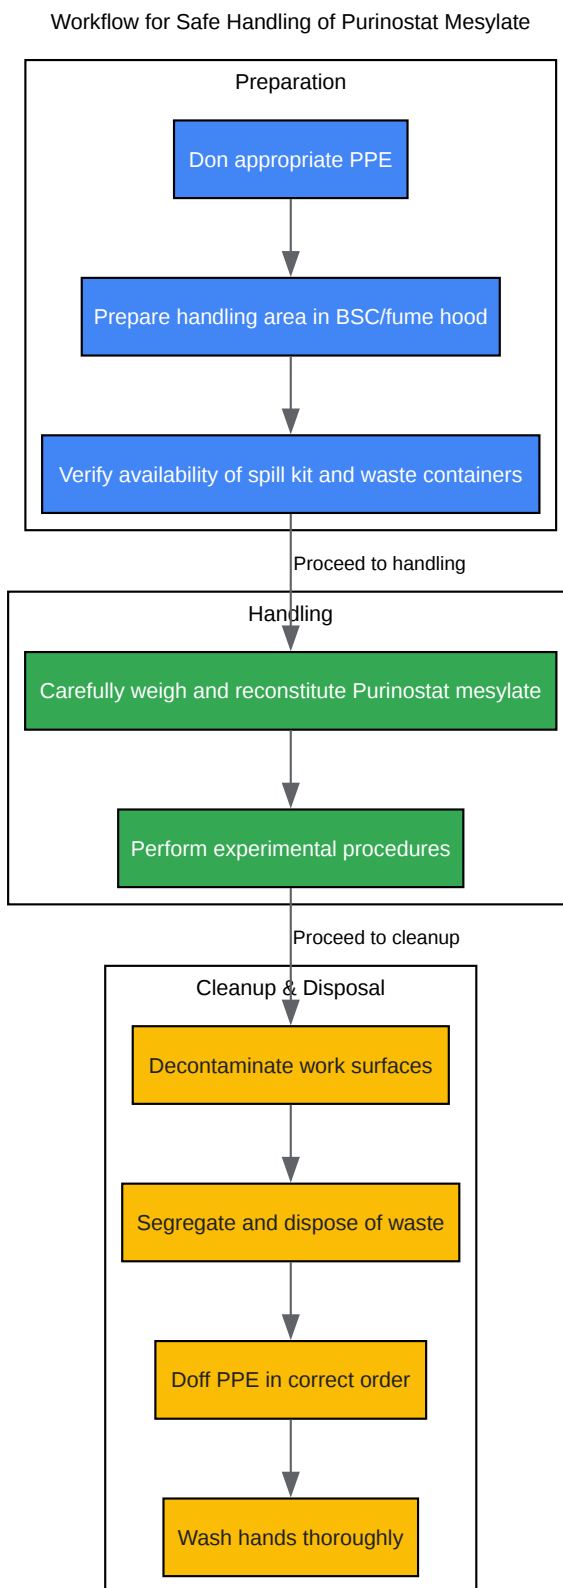 Workflow for Safe Handling of Purinostat Mesylate
Preparation
Don appropriate PPE
Prepare handling area in BSC/fume hood
Verify availability of spill kit and waste containers
Proceed to handling
Handling
Carefully weigh and reconstitute Purinostat mesylate
Perform experimental procedures
Proceed to cleanup
Cleanup & Disposal
Decontaminate work surfaces
Segregate and dispose of waste
Doff PPE in correct order
Wash hands thoroughly